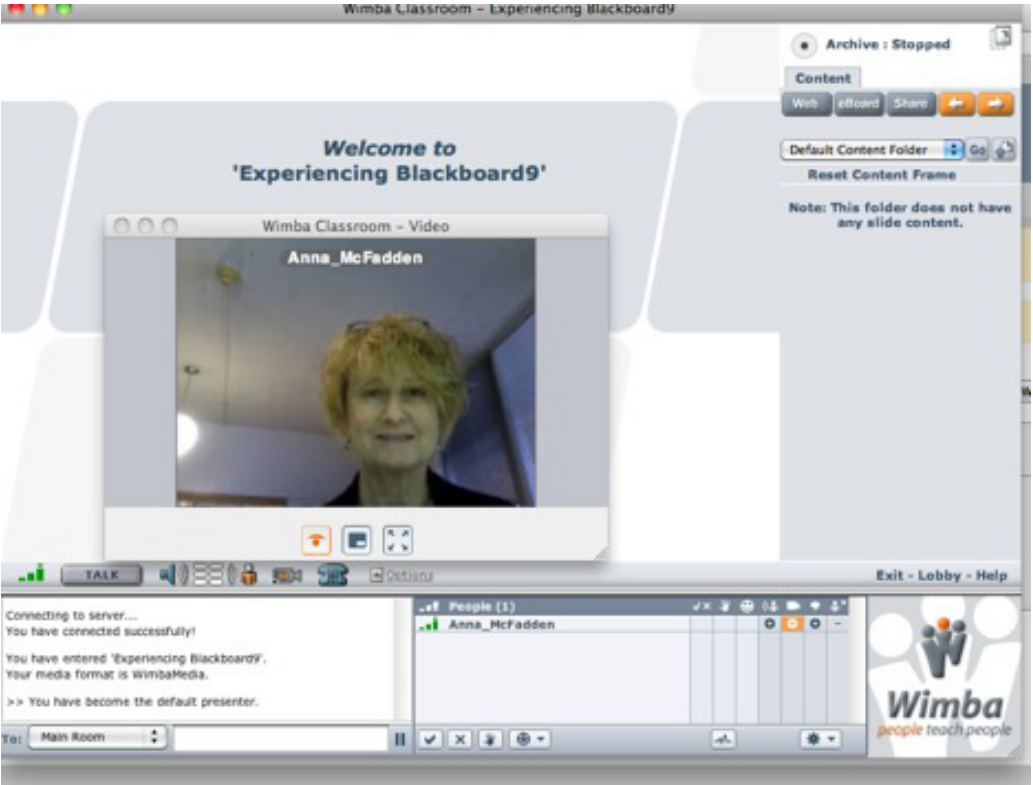 Wimba Classroom – Experiencing Blackboard9
Archive : Stopped
Content
Web eBoard Share
Default Content Folder Go
Reset Content Frame
Note: This folder does not have
any slide content.
Welcome to
'Experiencing Blackboard9'
Wimba Classroom – Video
Anna_McFadden
TALK
Options
Exit - Lobby - Help
Connecting to server....
You have connected successfully!
You have entered 'Experiencing Blackboard9'.
Your media format is WimbaMedia.
>> You have become the default presenter.
To: Main Room
People (1)
Anna_McFadden
Wimba
people teach people